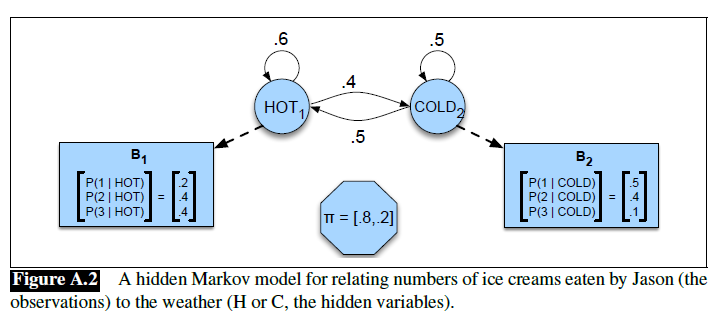 .6
.5
.4
HOT1
COLD2
.5
B1
P(1 | HOT)
P(2 | HOT)
P(3 | HOT)
=
.2
.4
.4
π = [.8,.2]
B2
P(1 | COLD)
P(2 | COLD)
P(3 | COLD)
=
.5
.4
.1
Figure A.2 A hidden Markov model for relating numbers of ice creams eaten by Jason (the
observations) to the weather (H or C, the hidden variables).